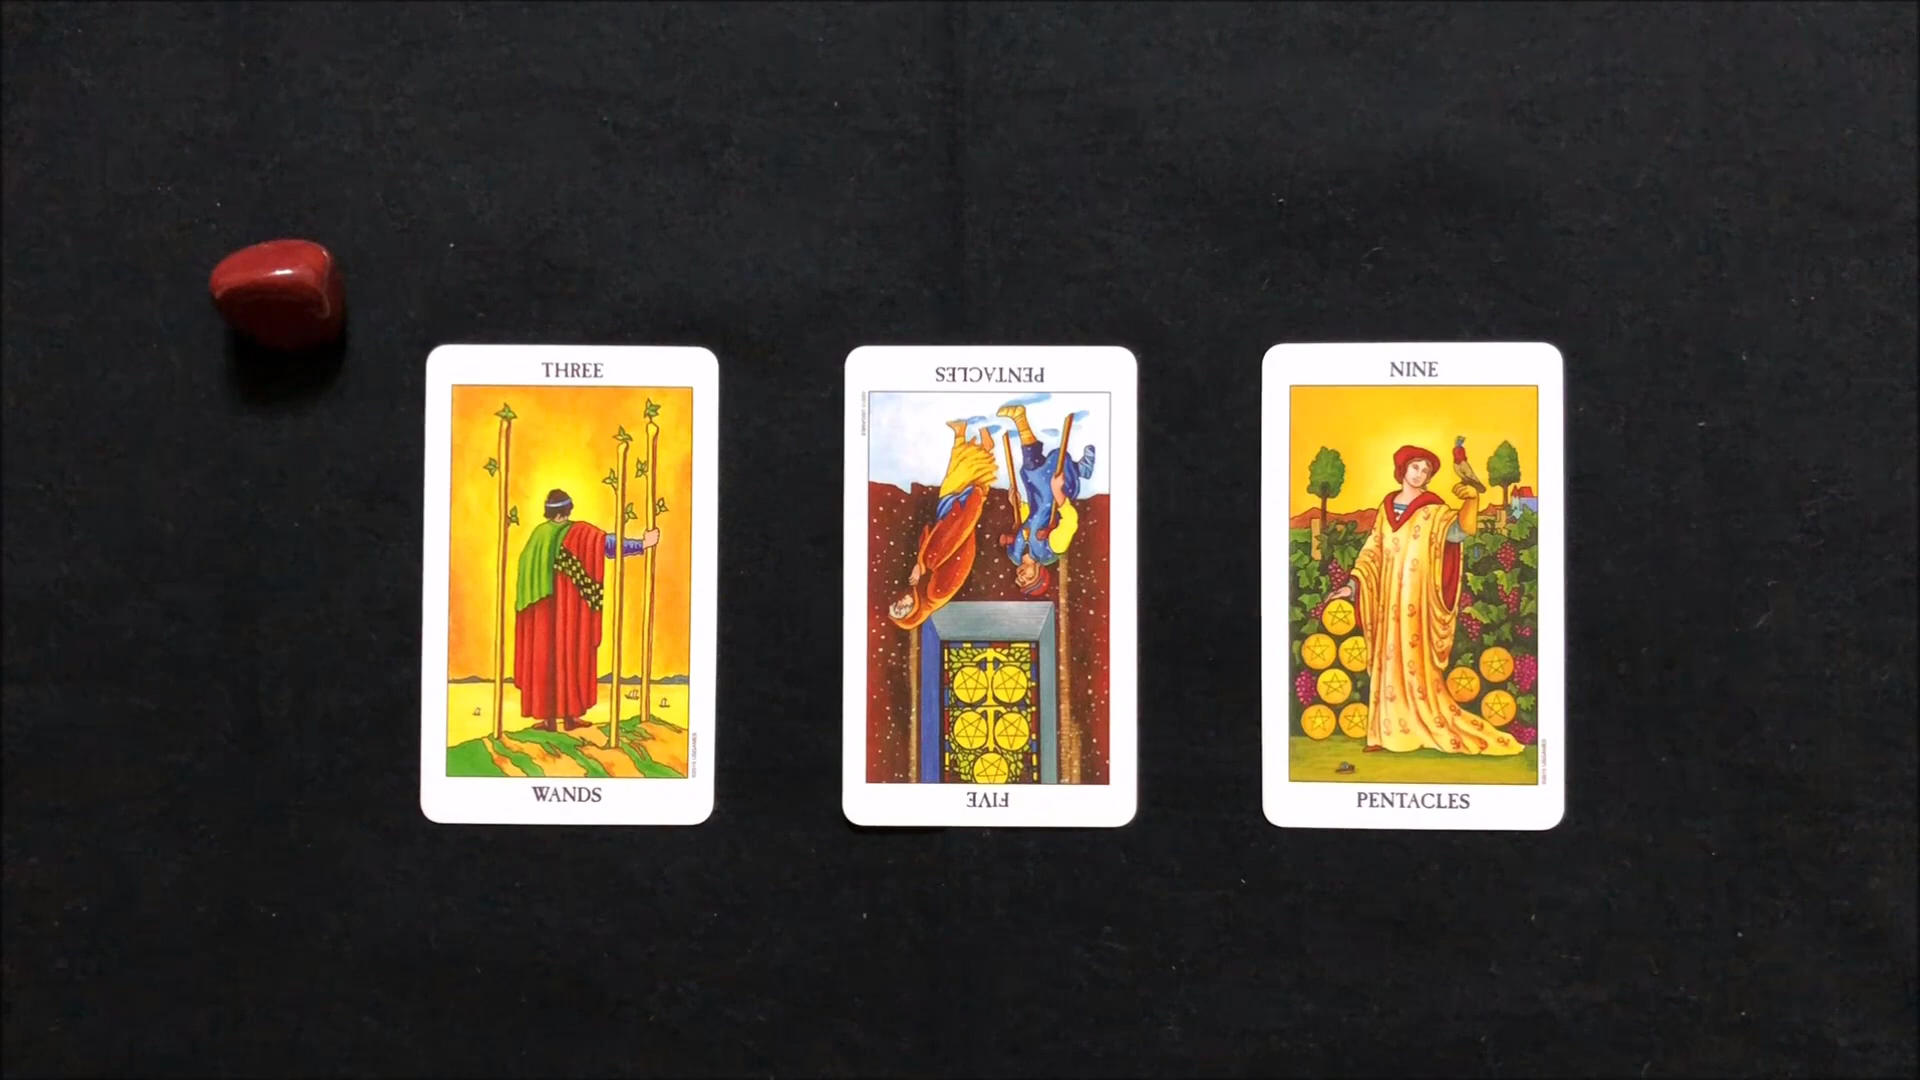 THREE
WANDS
PENTACLES
FIVE
NINE
PENTACLES